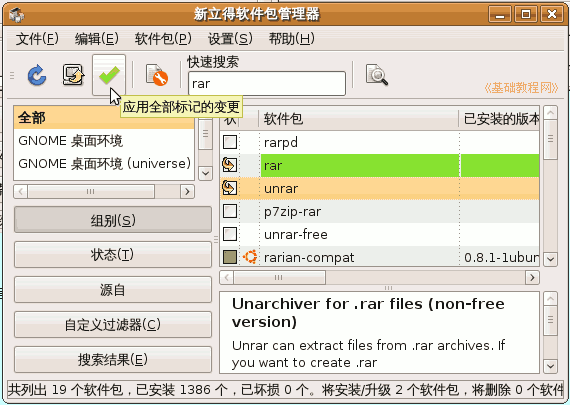 新立得软件包管理器
文件(F) 编辑(E) 软件包(P) 设置(S) 帮助(H)
快速搜索
rar
《基础教程网》
应用全部标记的变更
全部
GNOME 桌面环境
GNOME 桌面环境 (universe)
组别(S)
状态(T)
源自
自定义过滤器(C)
搜索结果(E)
状 软件包 已安装的版本
rarpd
rar
unrar
p7zip-rar
unrar-free
rarian-compat 0.8.1-1ubun
Unarchiver for .rar files (non-free
version)
Unrar can extract files from .rar archives. If
you want to create .rar
共列出 19 个软件包，已安装 1386 个，已坏损 0 个。将安装/升级 2 个软件包，将删除 0 个软件